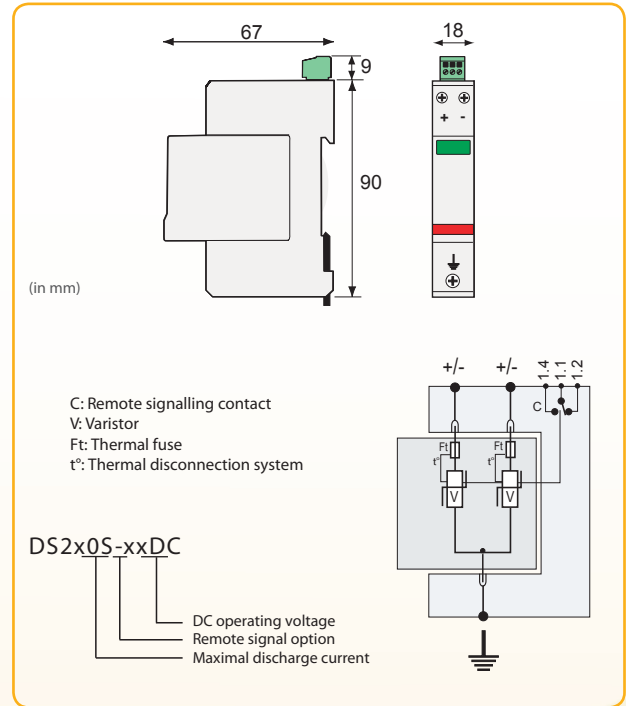 67
18
9
+ -
90
(in mm)
+/- +/- 1.4 1.1 1.2
C
C: Remote signalling contact
V: Varistor
Ft: Thermal fuse
t°: Thermal disconnection system
Ft Ft
t° t°
V V
DS2x0S-xxDC
DC operating voltage
Remote signal option
Maximal discharge current